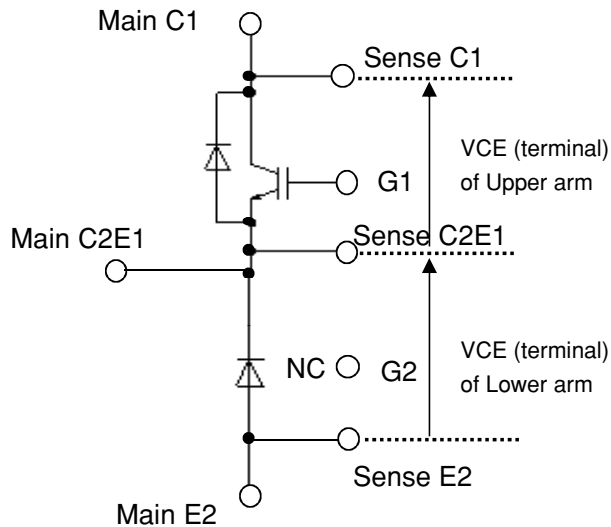 Main C1
Sense C1
VCE (terminal)
of Upper arm
G1
Main C2E1
Sense C2E1
NC
G2
VCE (terminal)
of Lower arm
Sense E2
Main E2